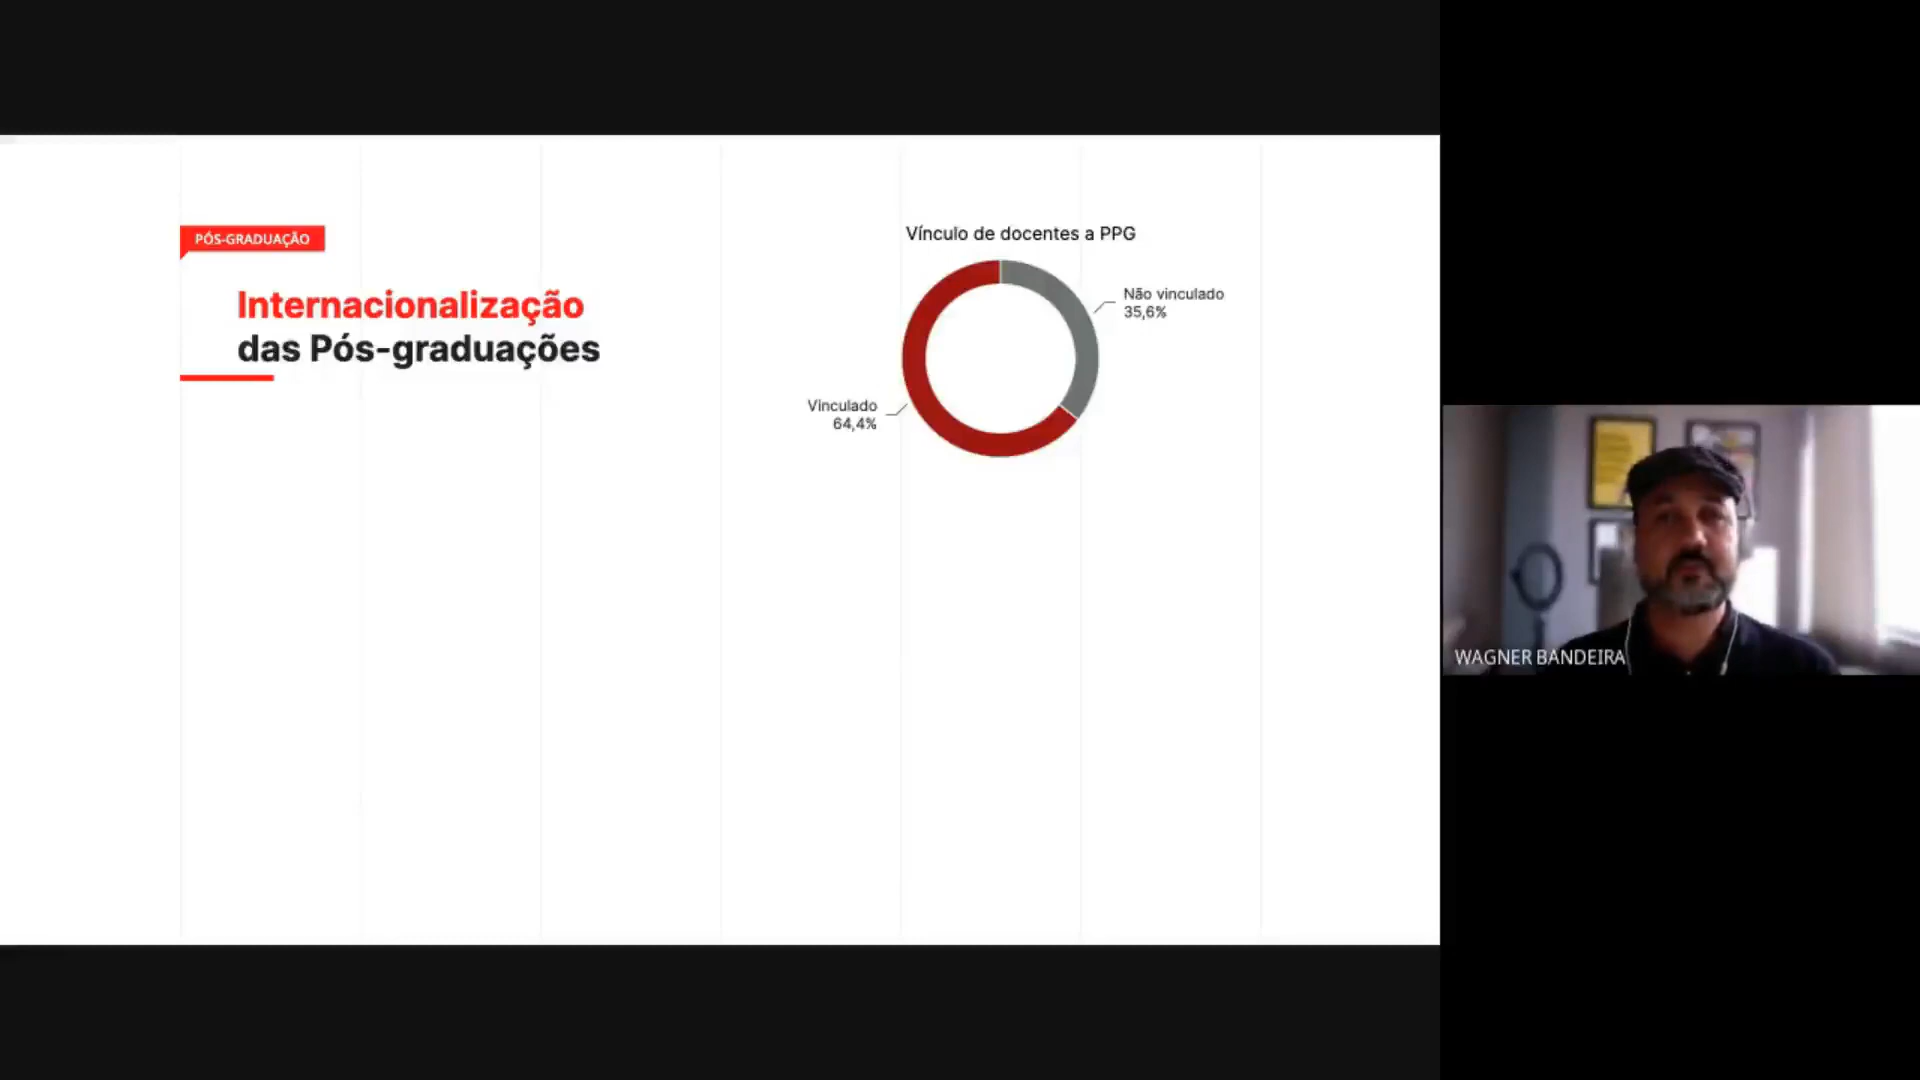 PÓS-GRADUAÇÃO
Internacionalização
das Pós-graduações
Vínculo de docentes a PPG
Não vinculado
35,6%
Vinculado
64,4%
WAGNER BANDEIRA